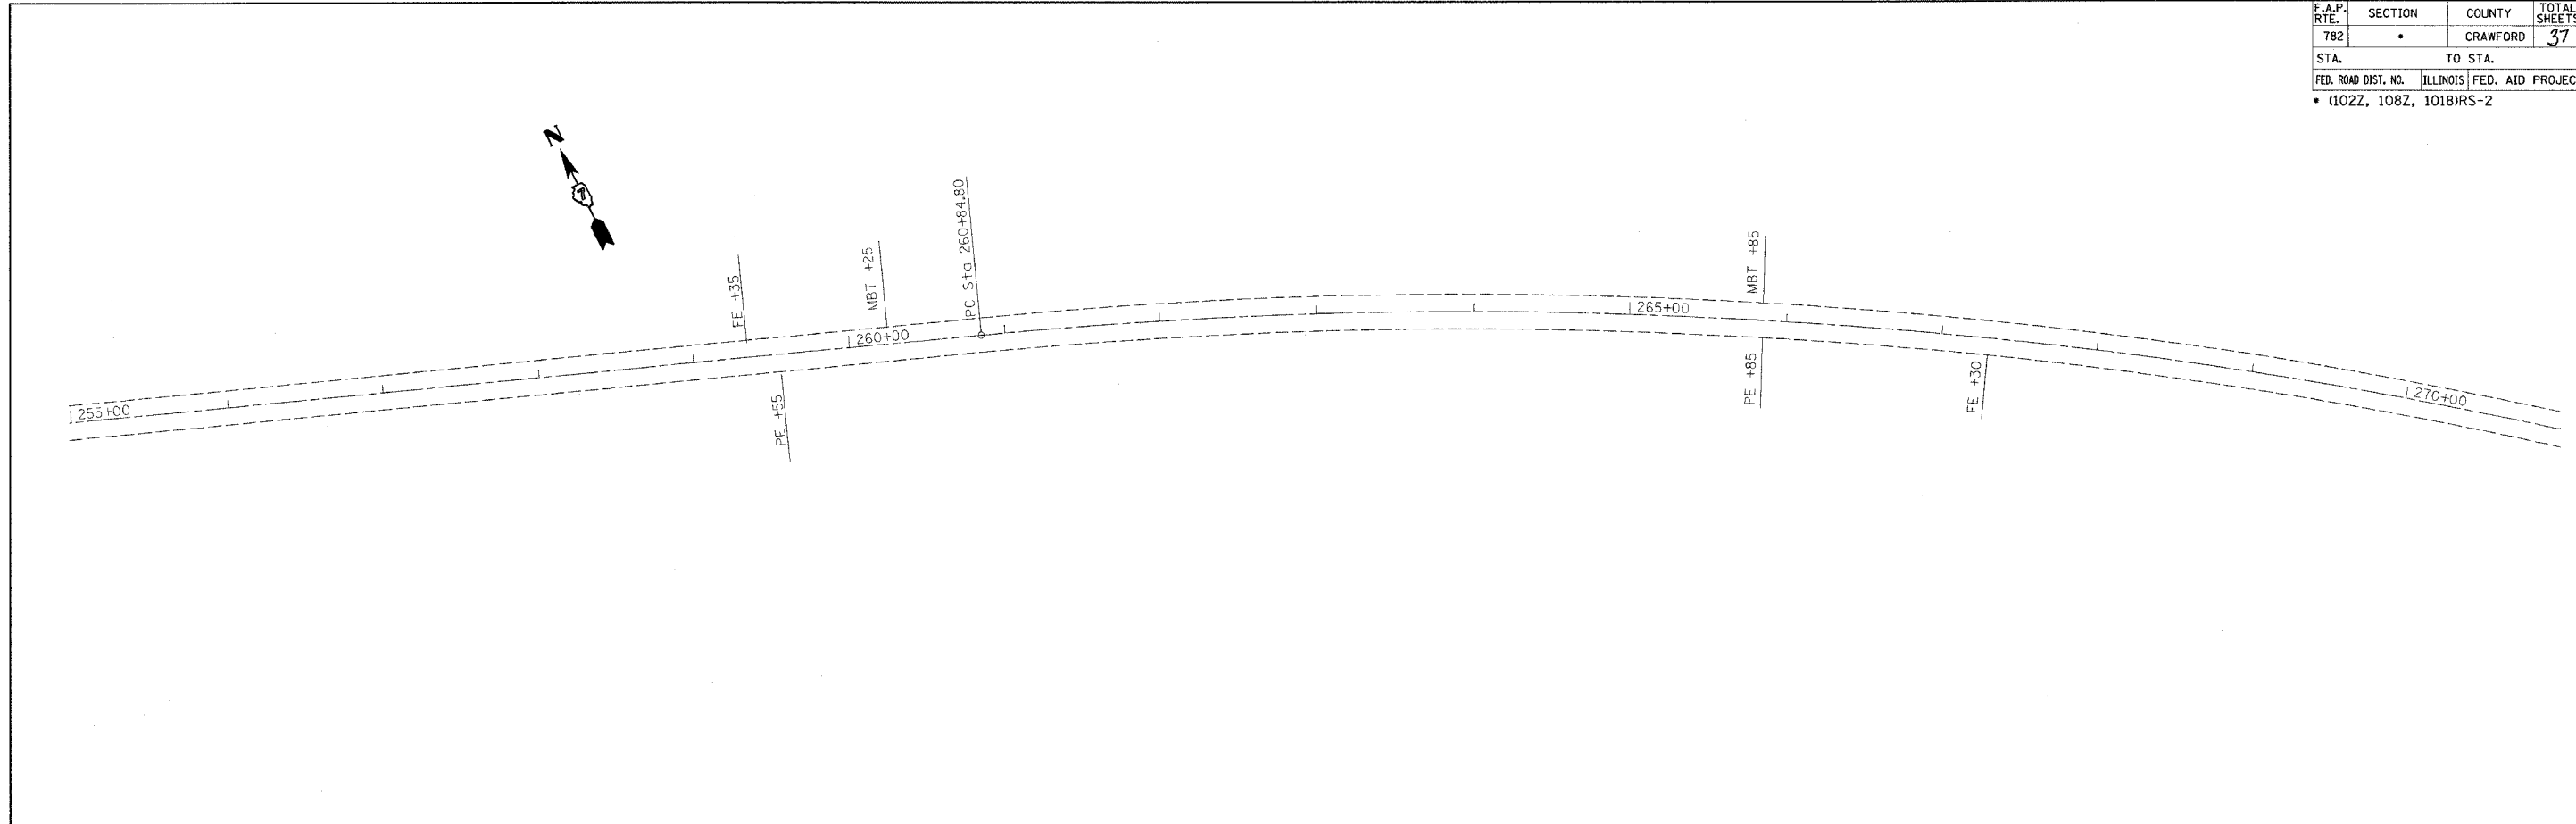 F.A.P. RTE. SECTION COUNTY TOTAL SHEETS
782 * CRAWFORD 37
STA. TO STA.
FED. ROAD DIST. NO. ILLINOIS FED. AID PROJEC
* (102Z, 108Z, 101B)RS-2
N
7
FE +35
MBT +25
PC Sta 260+84.80
MBT +85
255+00
260+00
265+00
270+00
PE +55
PE +85
FE +30